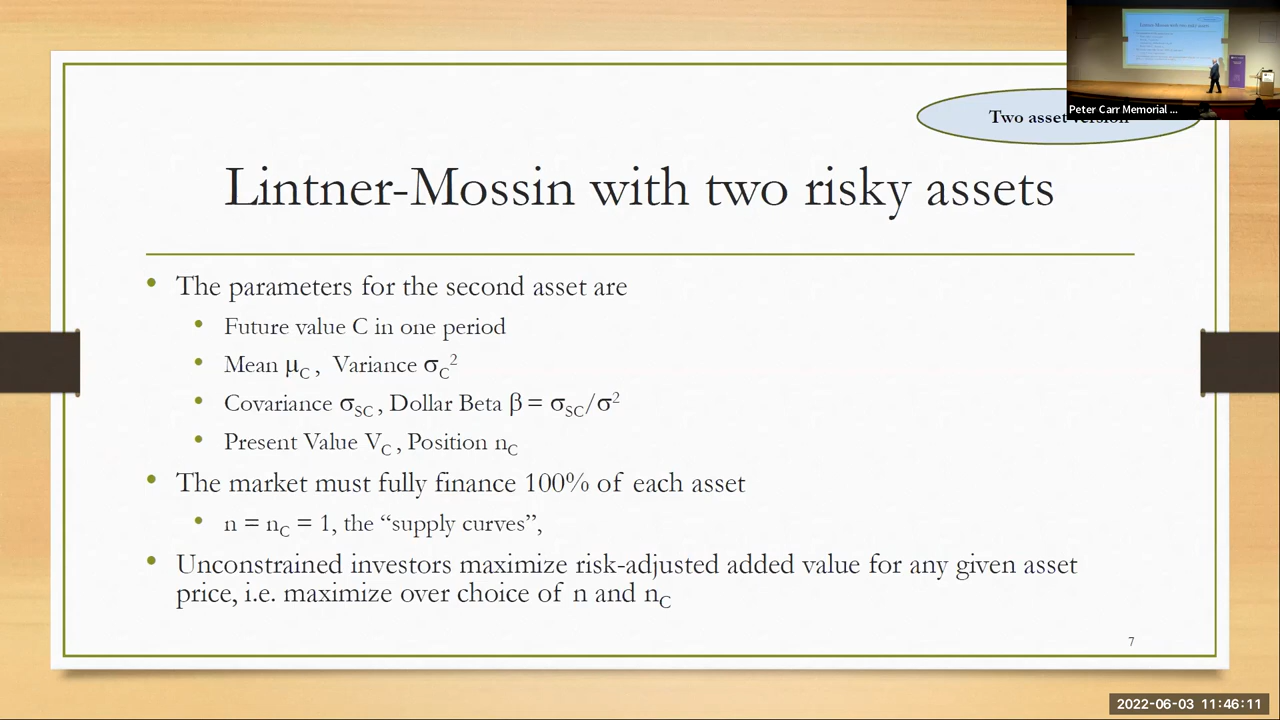 Peter Carr Memorial ...
Two asset version
Lintner-Mossin with two risky assets
• The parameters for the second asset are
• Future value C in one period
• Mean μ_C , Variance σ_C²
• Covariance σ_SC , Dollar Beta β = σ_SC/σ²
• Present Value V_C , Position n_C
• The market must fully finance 100% of each asset
• n = n_C = 1, the “supply curves”,
• Unconstrained investors maximize risk-adjusted added value for any given asset
price, i.e. maximize over choice of n and n_C
7
2022-06-03 11:46:11